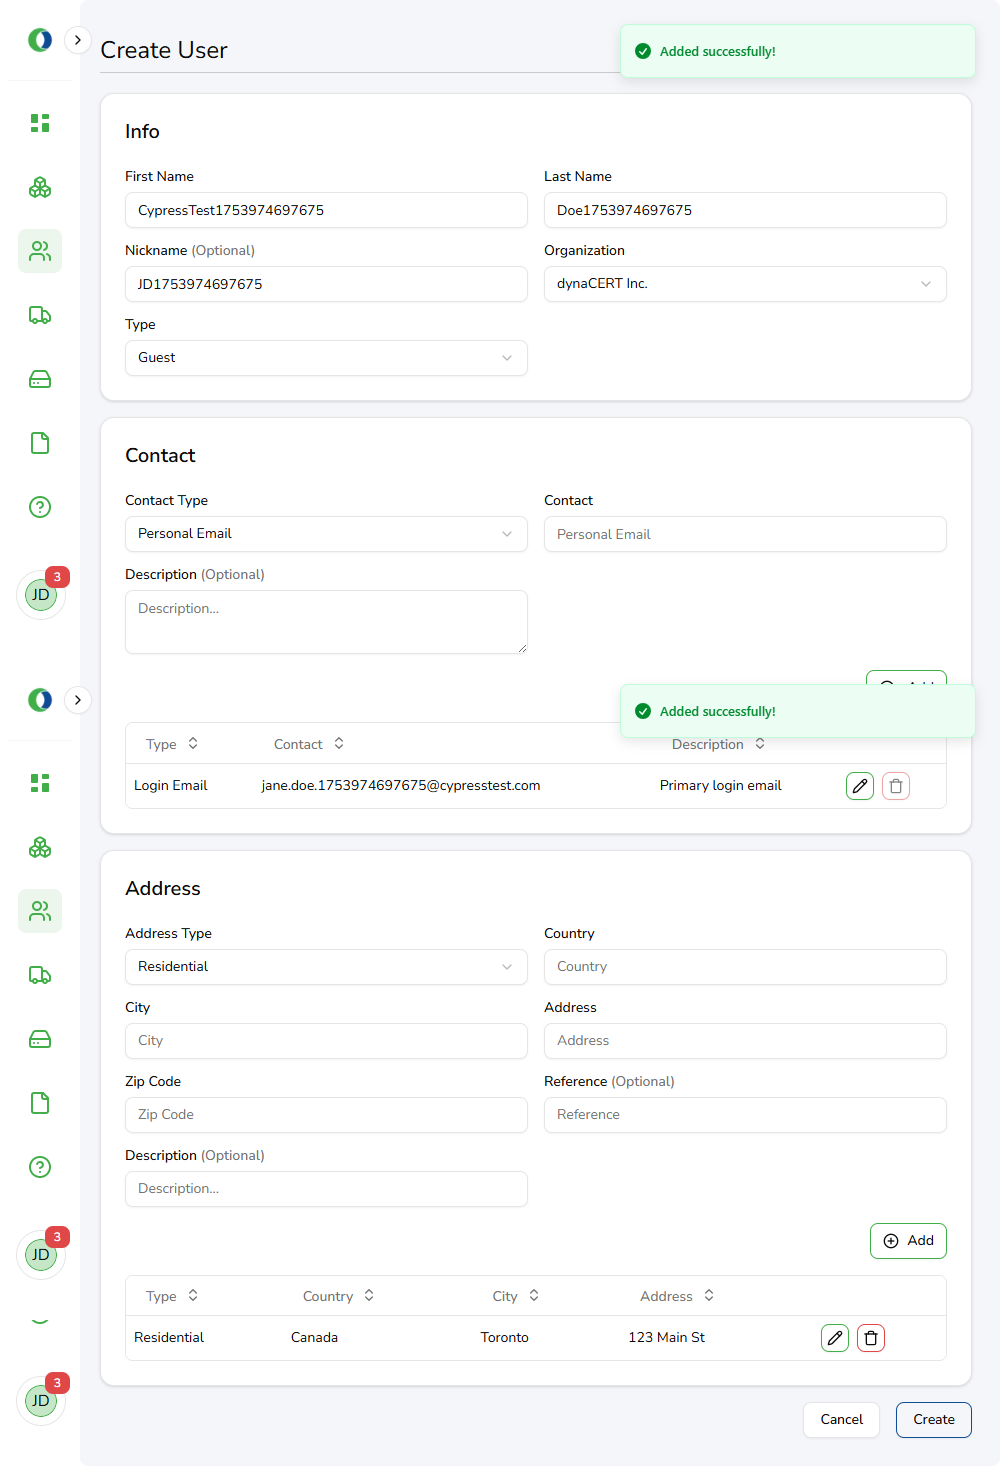 Create User
Added successfully!
Info
First Name
Last Name
CypressTest1753974697675
Doe1753974697675
Nickname (Optional)
Organization
JD1753974697675
dynaCERT Inc.
Type
Guest
Contact
Contact Type
Contact
Personal Email
Personal Email
Description (Optional)
Description...
3
JD
Added successfully!
Type
Contact
Description
Login Email
jane.doe.1753974697675@cypresstest.com
Primary login email
Address
Address Type
Country
Residential
Country
City
Address
City
Address
Zip Code
Reference (Optional)
Zip Code
Reference
Description (Optional)
Description...
3
JD
Add
Type
Country
City
Address
Residential
Canada
Toronto
123 Main St
3
JD
Cancel
Create